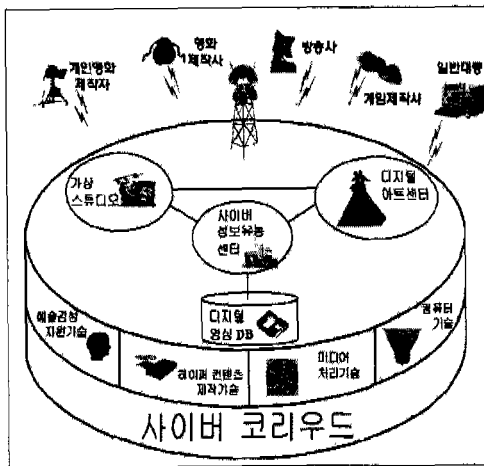 개인영화
제작자
영화
제작사
방송사
게임제작사
일반대중
가상
스튜디오
디지털
아트센터
사이버
정보유통
센터
디지털
영상 DB
예술감성
지원기술
하이퍼 컨텐츠
제작기술
미디어
처리기술
컴퓨터
기술
사이버 코리우드